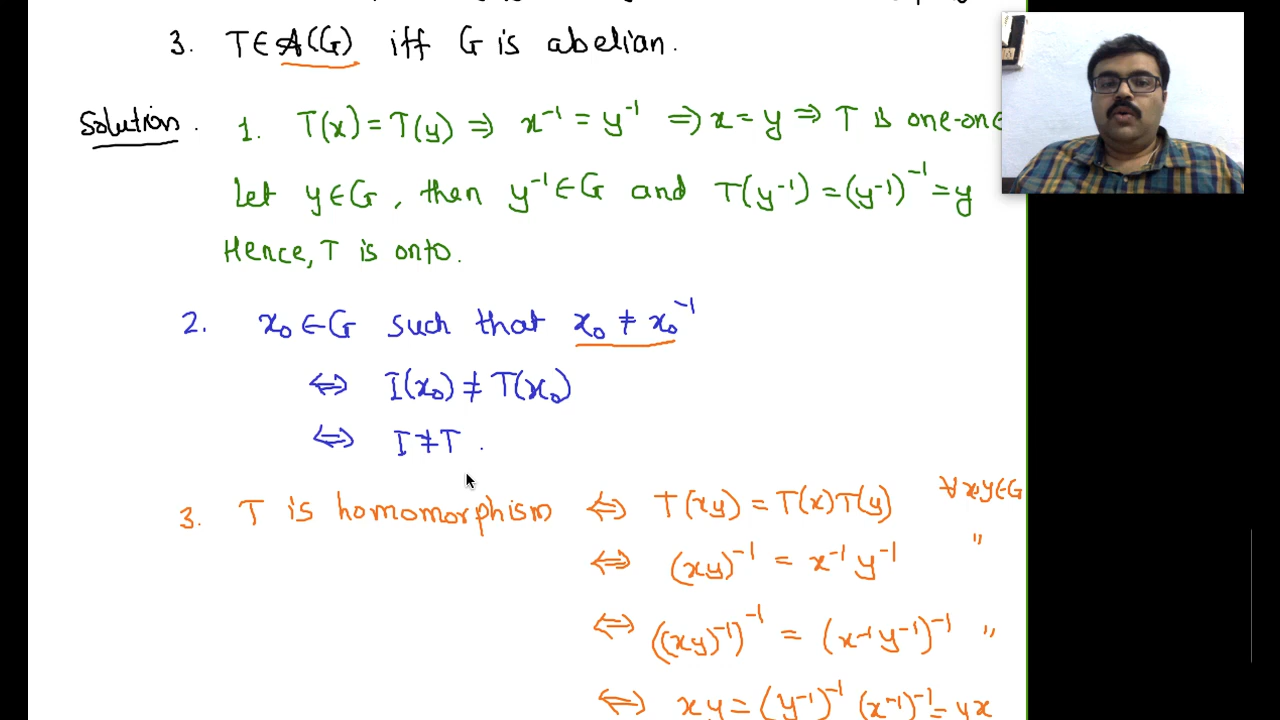 3. T∈A(G) iff G is abelian.
Solution. 1. T(x) = T(y) ⇒ x⁻¹ = y⁻¹ ⇒ x = y ⇒ T is one-one
Let y∈G, then y⁻¹∈G and T(y⁻¹) = (y⁻¹)⁻¹ = y
Hence, T is onto.
2. x₀∈G such that x₀ ≠ x₀⁻¹
⇔ I(x₀) ≠ T(x₀)
⇔ I ≠ T.
3. T is homomorphism ⇔ T(xy) = T(x)T(y) ∀x,y∈G
⇔ (xy)⁻¹ = x⁻¹ y⁻¹ "
⇔ ((xy)⁻¹)⁻¹ = (x⁻¹y⁻¹)⁻¹ "
⇔ xy = (y⁻¹)⁻¹ (x⁻¹)⁻¹ = yx